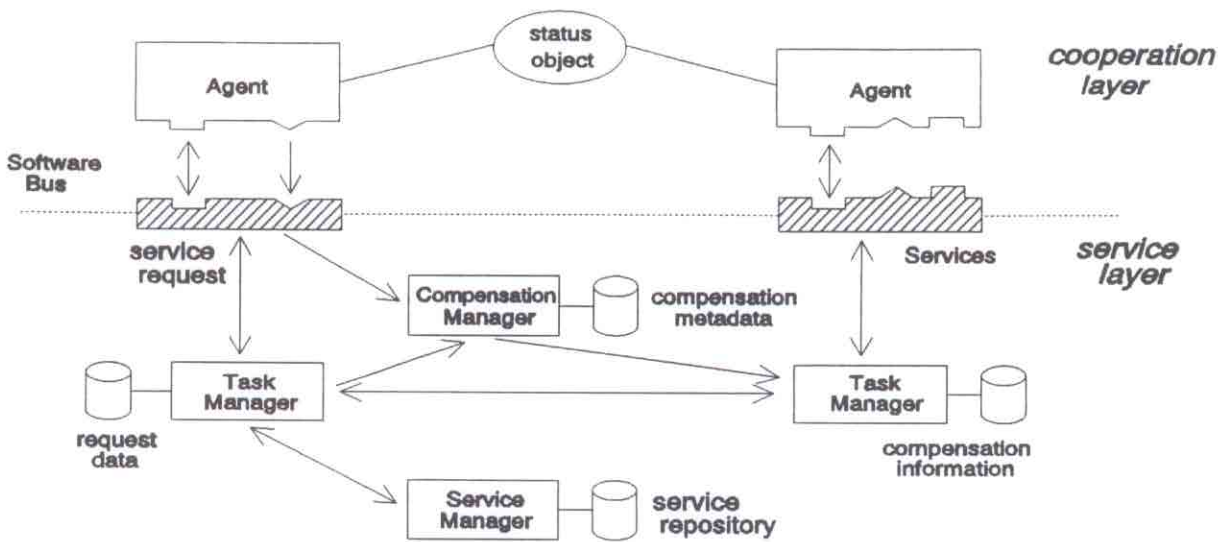 status
object
Agent
Agent
cooperation
layer
Software
Bus
service
request
Services
service
layer
Compensation
Manager
compensation
metadata
Task
Manager
Task
Manager
request
data
compensation
information
Service
Manager
service
repository